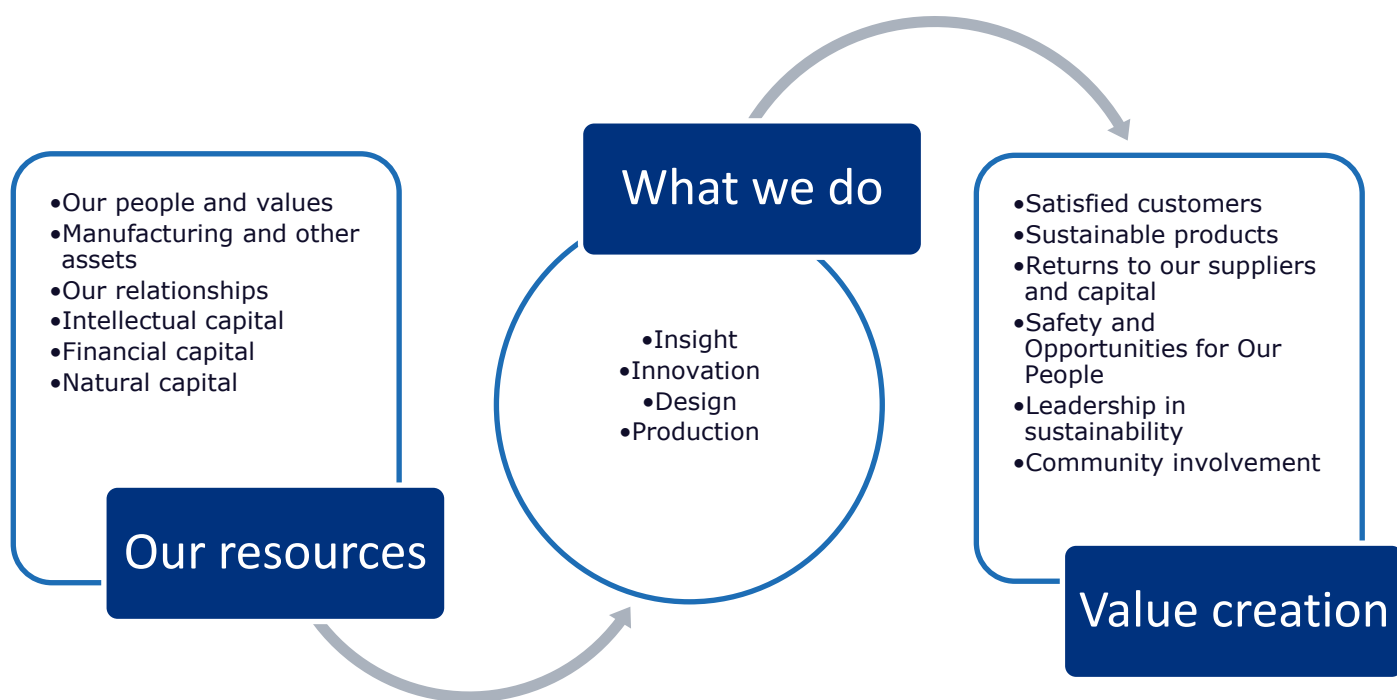 •Our people and values
•Manufacturing and other
assets
•Our relationships
•Intellectual capital
•Financial capital
•Natural capital
Our resources
What we do
•Insight
•Innovation
•Design
•Production
•Satisfied customers
•Sustainable products
•Returns to our suppliers
and capital
•Safety and
Opportunities for Our
People
•Leadership in
sustainability
•Community involvement
Value creation